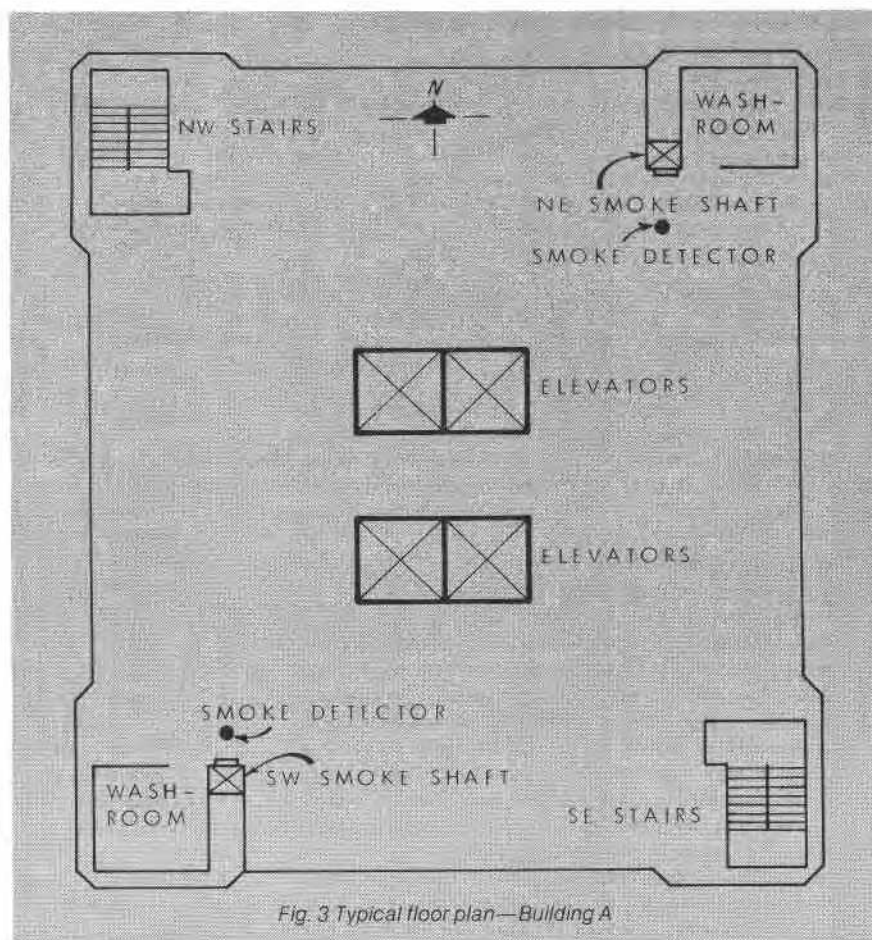 N
NW STAIRS
WASH-
ROOM
NE SMOKE SHAFT
SMOKE DETECTOR
ELEVATORS
ELEVATORS
SMOKE DETECTOR
SW SMOKE SHAFT
WASH-
ROOM
SE STAIRS
Fig. 3 Typical floor plan—Building A